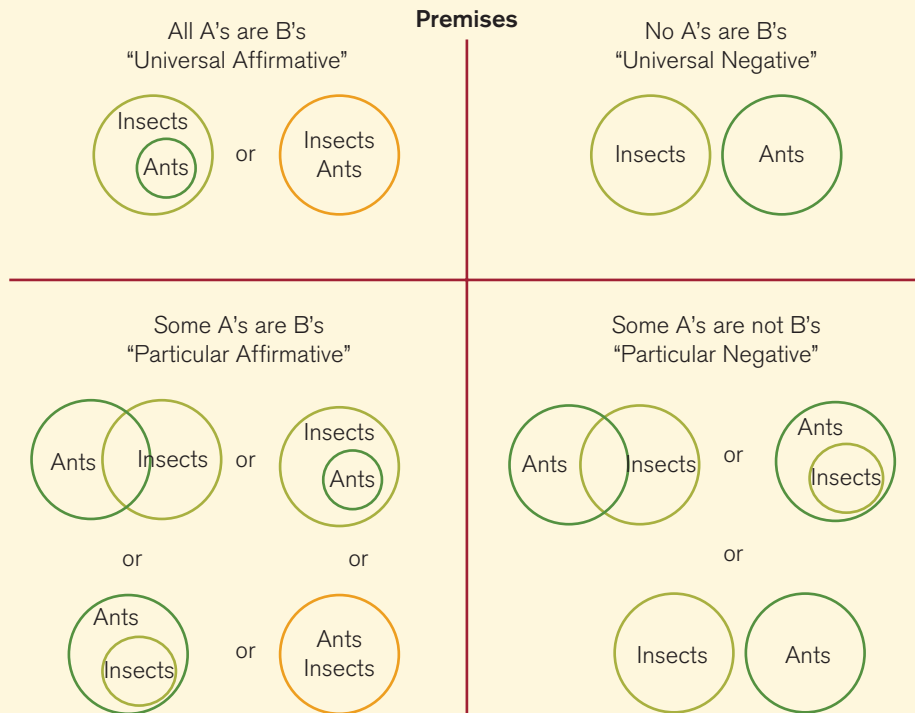 Premises
All A’s are B’s
“Universal Affirmative”
Insects
Ants
or
Insects
Ants
No A’s are B’s
“Universal Negative”
Insects
Ants
Some A’s are B’s
“Particular Affirmative”
Ants
Insects
or
Insects
Ants
or
or
Ants
Insects
or
Ants
Insects
Some A’s are not B’s
“Particular Negative”
Ants
Insects
or
Ants
Insects
or
Insects
Ants